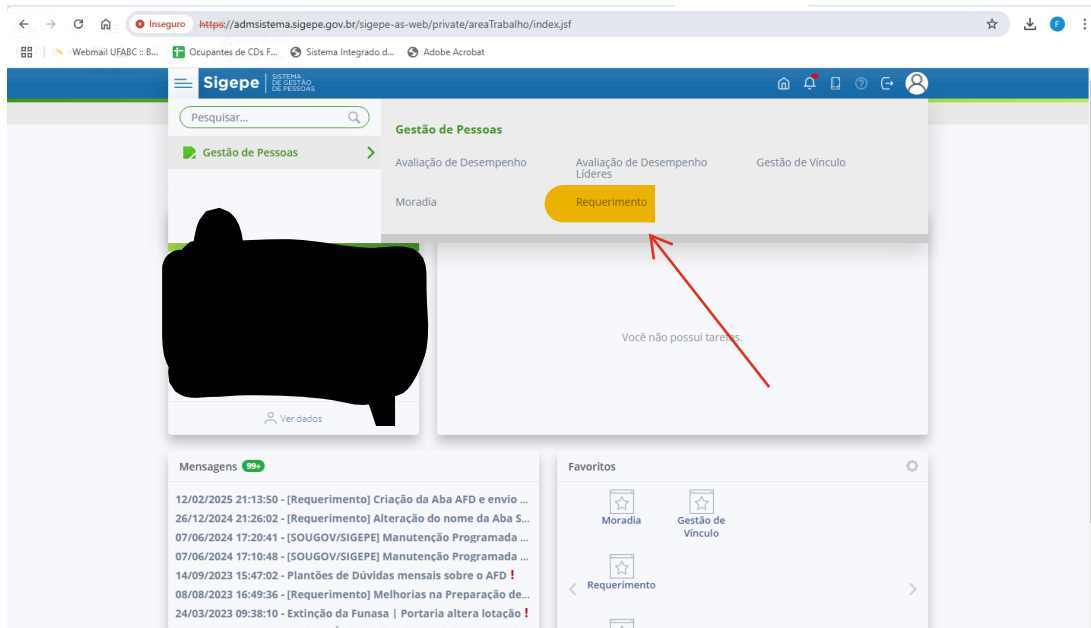 Inseguro https://admsistema.sigepe.gov.br/sigepe-as-web/private/areaTrabalho/index.jsf
F
Webmail UFABC :: B... Ocupantes de CDs F... Sistema Integrado d... Adobe Acrobat
Sigepe SISTEMA
DE GESTÃO
DE PESSOAS
Pesquisar...
Gestão de Pessoas
Gestão de Pessoas
Avaliação de Desempenho
Avaliação de Desempenho
Líderes
Gestão de Vínculo
Moradia
Requerimento
Você não possui tarefas.
Ver dados
Mensagens 99+
12/02/2025 21:13:50 - [Requerimento] Criação da Aba AFD e envio ...
26/12/2024 21:26:02 - [Requerimento] Alteração do nome da Aba S...
07/06/2024 17:20:41 - [SOUGOV/SIGEPE] Manutenção Programada ...
07/06/2024 17:10:48 - [SOUGOV/SIGEPE] Manutenção Programada ...
14/09/2023 15:47:02 - Plantões de Dúvidas mensais sobre o AFD !
08/08/2023 16:49:36 - [Requerimento] Melhorias na Preparação de...
24/03/2023 09:38:10 - Extinção da Funasa | Portaria altera lotação !
Favoritos
Moradia
Gestão de
Vínculo
Requerimento